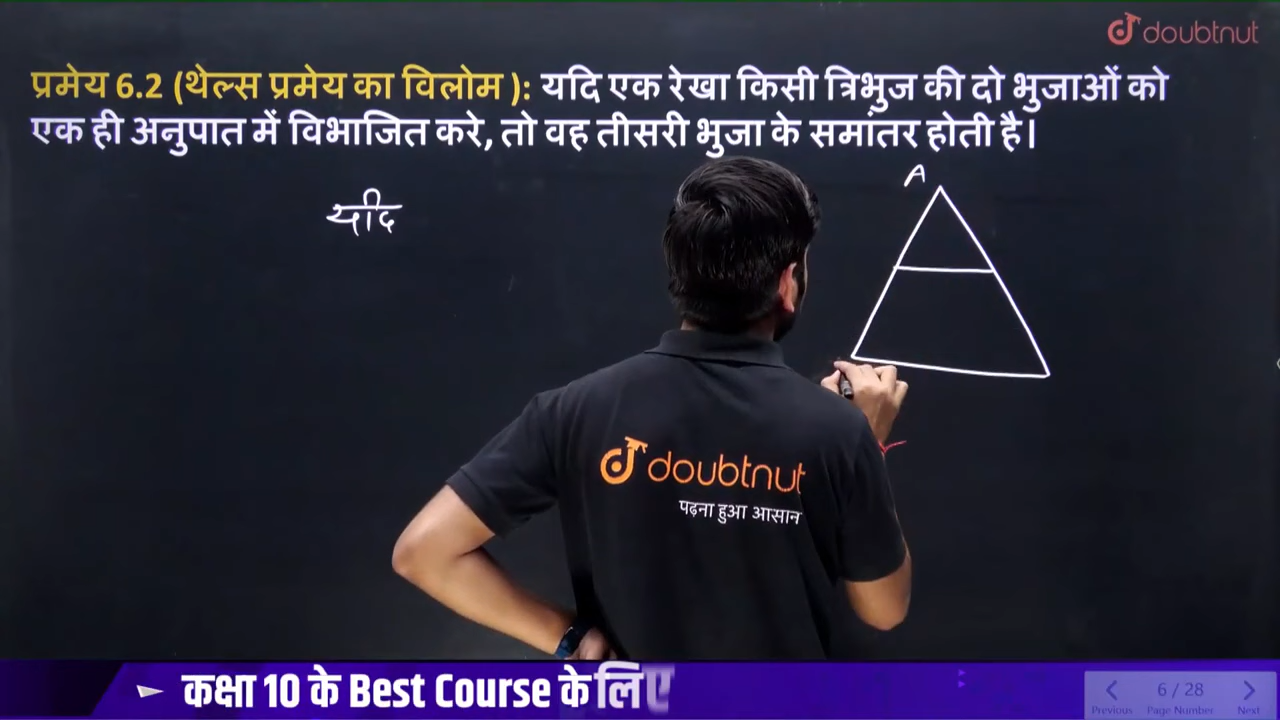 doubtnut
प्रमेय 6.2 (थेल्स प्रमेय का विलोम ): यदि एक रेखा किसी त्रिभुज की दो भुजाओं को
एक ही अनुपात में विभाजित करे, तो वह तीसरी भुजा के समांतर होती है।
यदि
A
doubtnut
पढ़ना हुआ आसान
कक्षा 10 के Best Course के लिए
6 / 28
Previous Page Number Next